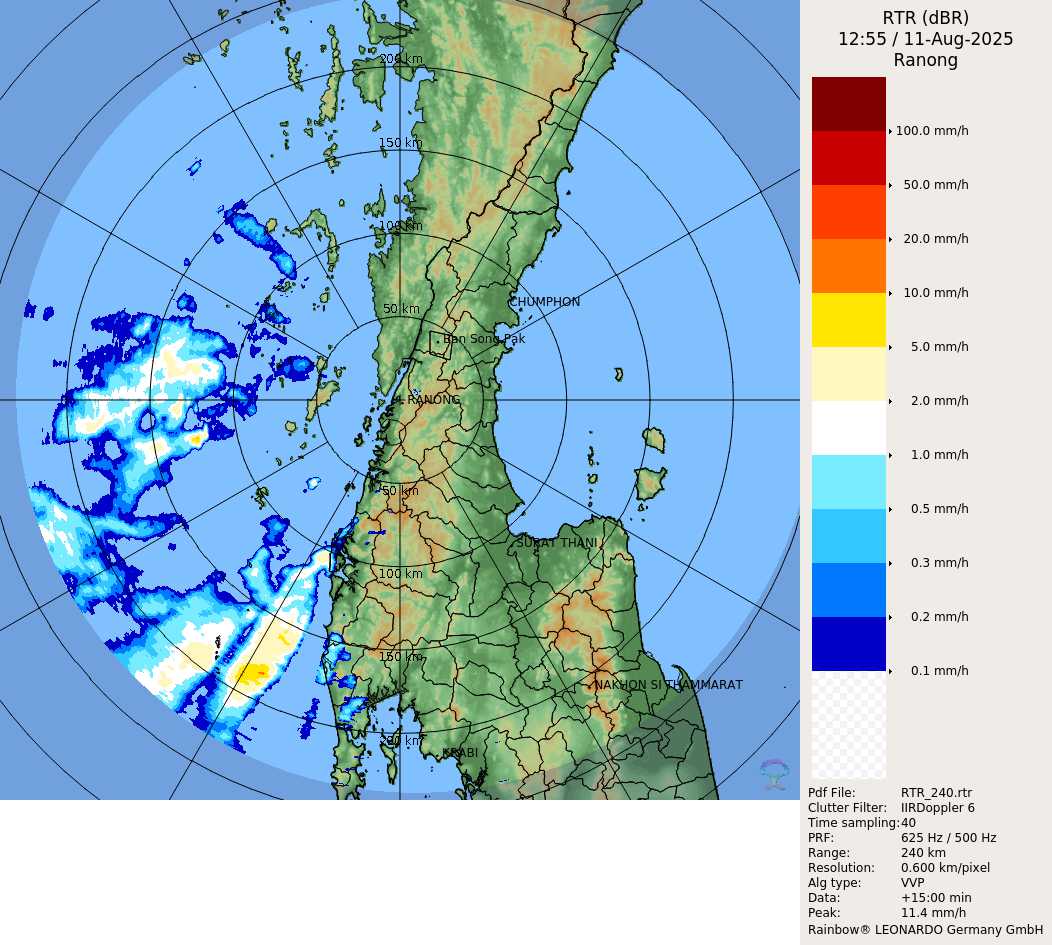 RTR (dBR)
12:55 / 11-Aug-2025
Ranong
100.0 mm/h
50.0 mm/h
20.0 mm/h
10.0 mm/h
5.0 mm/h
2.0 mm/h
1.0 mm/h
0.5 mm/h
0.3 mm/h
0.2 mm/h
0.1 mm/h
200 km
150 km
100 km
50 km
CHUMPHON
Ban Song Pak
RANONG
50 km
SURAT THANI
100 km
150 km
NAKHON SI THAMMARAT
200 km
KRABI
Pdf File: RTR_240.rtr
Clutter Filter: IIRDoppler 6
Time sampling: 40
PRF: 625 Hz / 500 Hz
Range: 240 km
Resolution: 0.600 km/pixel
Alg type: VVP
Data: +15:00 min
Peak: 11.4 mm/h
Rainbow® LEONARDO Germany GmbH